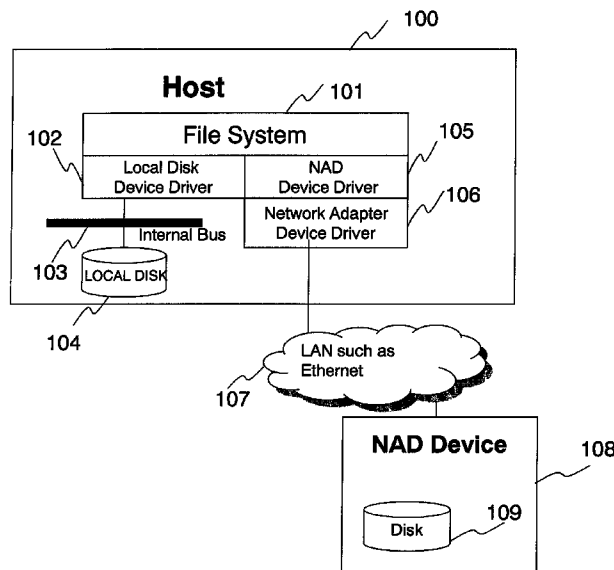 100
Host
101
File System
102
Local Disk
Device Driver
NAD
Device Driver
105
Network Adapter
Device Driver
106
103
Internal Bus
LOCAL DISK
104
LAN such as
Ethernet
107
NAD Device
108
Disk
109